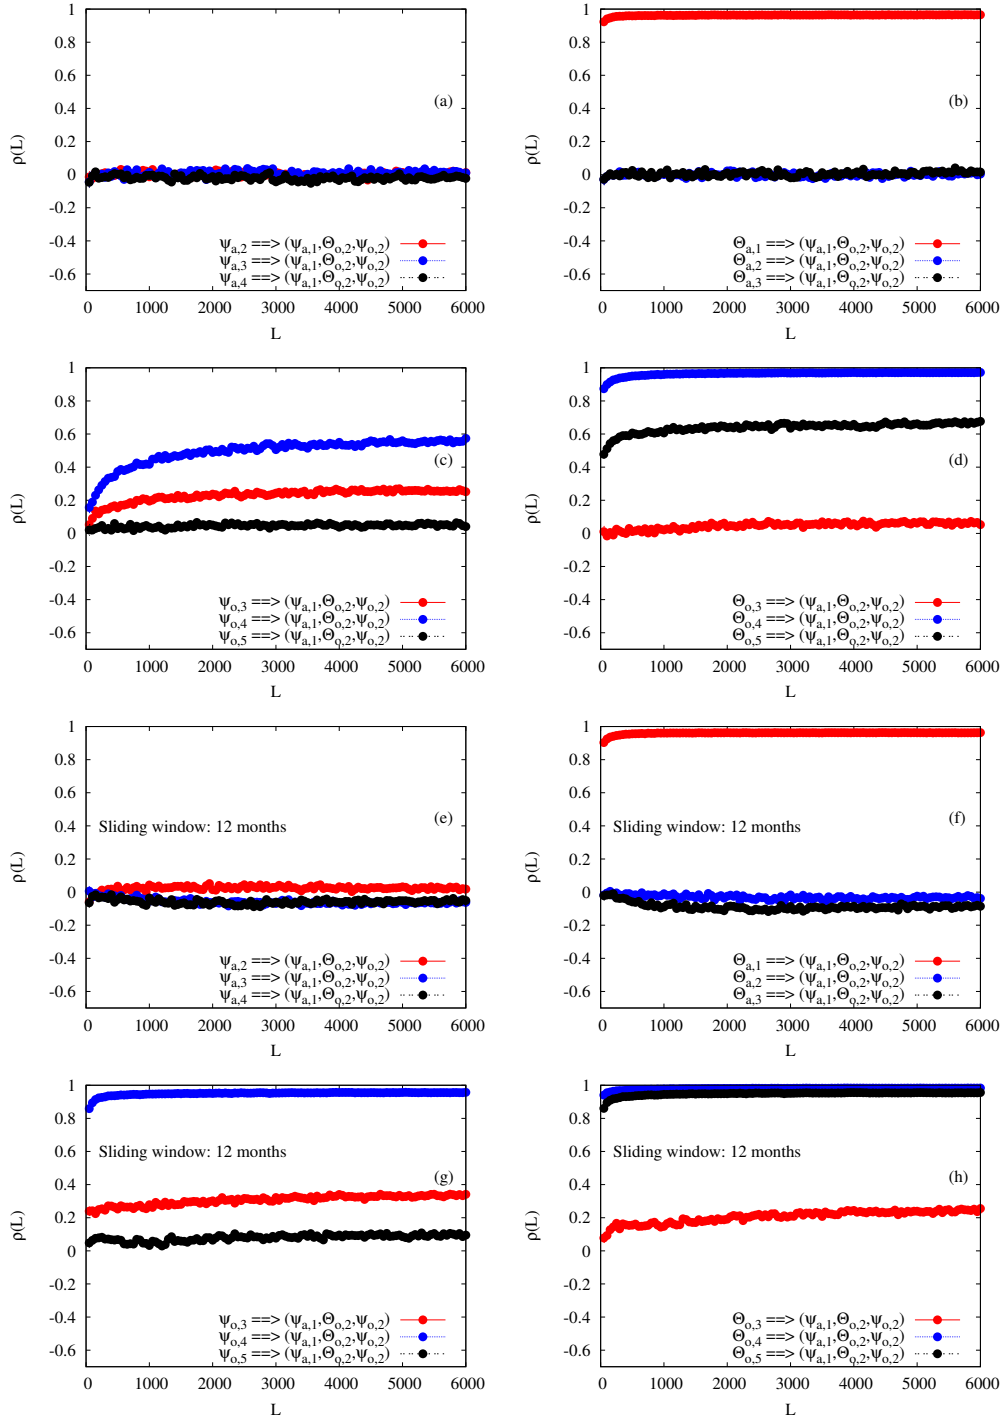 1
0.8
0.6
0.4
0.2
0
-0.2
-0.4
-0.6
ρ(L)
(a)
ψa,2 ==> (ψa,1,Θo,2,ψo,2)
ψa,3 ==> (ψa,1,Θo,2,ψo,2)
ψa,4 ==> (ψa,1,Θo,2,ψo,2)
0 1000 2000 3000 4000 5000 6000
L
1
0.8
0.6
0.4
0.2
0
-0.2
-0.4
-0.6
ρ(L)
(b)
Θa,1 ==> (ψa,1,Θo,2,ψo,2)
Θa,2 ==> (ψa,1,Θo,2,ψo,2)
Θa,3 ==> (ψa,1,Θo,2,ψo,2)
0 1000 2000 3000 4000 5000 6000
L
1
0.8
0.6
0.4
0.2
0
-0.2
-0.4
-0.6
ρ(L)
(c)
ψo,3 ==> (ψa,1,Θo,2,ψo,2)
ψo,4 ==> (ψa,1,Θo,2,ψo,2)
ψo,5 ==> (ψa,1,Θo,2,ψo,2)
0 1000 2000 3000 4000 5000 6000
L
1
0.8
0.6
0.4
0.2
0
-0.2
-0.4
-0.6
ρ(L)
(d)
Θo,3 ==> (ψa,1,Θo,2,ψo,2)
Θo,4 ==> (ψa,1,Θo,2,ψo,2)
Θo,5 ==> (ψa,1,Θo,2,ψo,2)
0 1000 2000 3000 4000 5000 6000
L
1
0.8
0.6
0.4
0.2
0
-0.2
-0.4
-0.6
ρ(L)
(e)
Sliding window: 12 months
ψa,2 ==> (ψa,1,Θo,2,ψo,2)
ψa,3 ==> (ψa,1,Θo,2,ψo,2)
ψa,4 ==> (ψa,1,Θo,2,ψo,2)
0 1000 2000 3000 4000 5000 6000
L
1
0.8
0.6
0.4
0.2
0
-0.2
-0.4
-0.6
ρ(L)
(f)
Sliding window: 12 months
Θa,1 ==> (ψa,1,Θo,2,ψo,2)
Θa,2 ==> (ψa,1,Θo,2,ψo,2)
Θa,3 ==> (ψa,1,Θo,2,ψo,2)
0 1000 2000 3000 4000 5000 6000
L
1
0.8
0.6
0.4
0.2
0
-0.2
-0.4
-0.6
ρ(L)
Sliding window: 12 months
(g)
ψo,3 ==> (ψa,1,Θo,2,ψo,2)
ψo,4 ==> (ψa,1,Θo,2,ψo,2)
ψo,5 ==> (ψa,1,Θo,2,ψo,2)
0 1000 2000 3000 4000 5000 6000
L
1
0.8
0.6
0.4
0.2
0
-0.2
-0.4
-0.6
ρ(L)
Sliding window: 12 months
(h)
Θo,3 ==> (ψa,1,Θo,2,ψo,2)
Θo,4 ==> (ψa,1,Θo,2,ψo,2)
Θo,5 ==> (ψa,1,Θo,2,ψo,2)
0 1000 2000 3000 4000 5000 6000
L